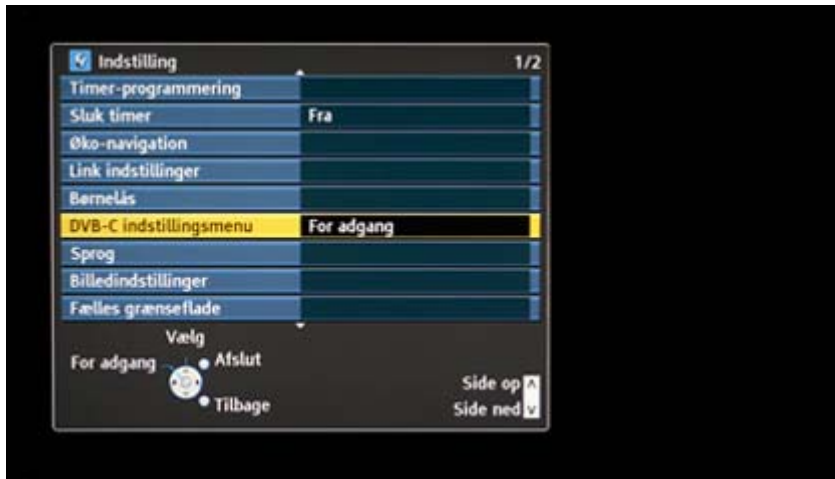 Indstilling 1/2
Timer-programmering
Sluk timer Fra
Øko-navigation
Link indstillinger
Børnelås
DVB-C indstillingsmenu For adgang
Sprog
Billedindstillinger
Fælles grænseflade
Vælg
For adgang Afslut
Tilbage
Side op
Side ned